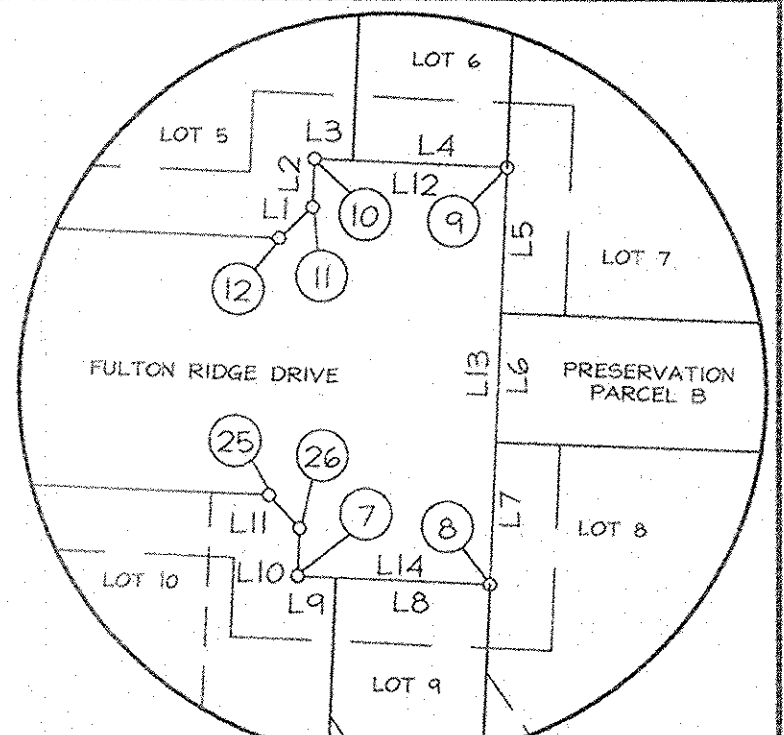 LOT 6
LOT 5
L3
L4
L2
L12
L1
10
9
L5
11
12
LOT 7
FULTON RIDGE DRIVE
L13
L6
PRESERVATION
PARCEL B
25
26
7
8
L7
L11
LOT 8
L10
L14
LOT 10
L9
L8
LOT 9